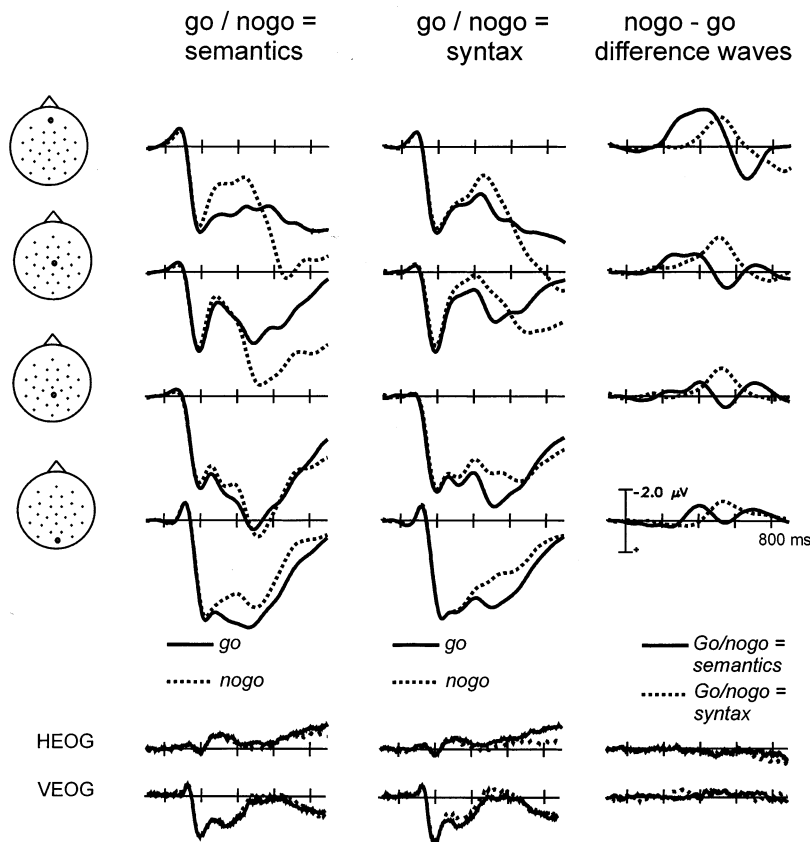 go / nogo =
semantics
go / nogo =
syntax
nogo - go
difference waves
-2.0 μV
+
800 ms
go
nogo
go
nogo
Go/nogo =
semantics
Go/nogo =
syntax
HEOG
VEOG